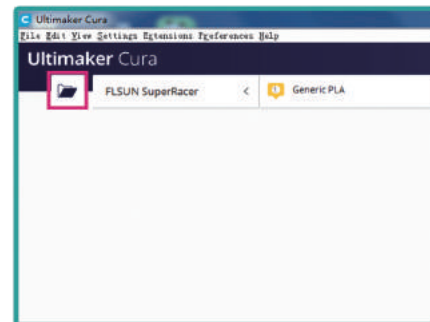 Ultimaker Cura
File Edit View Settings Extensions Preferences Help
Ultimaker Cura
FLSUN SuperRacer < Generic PLA